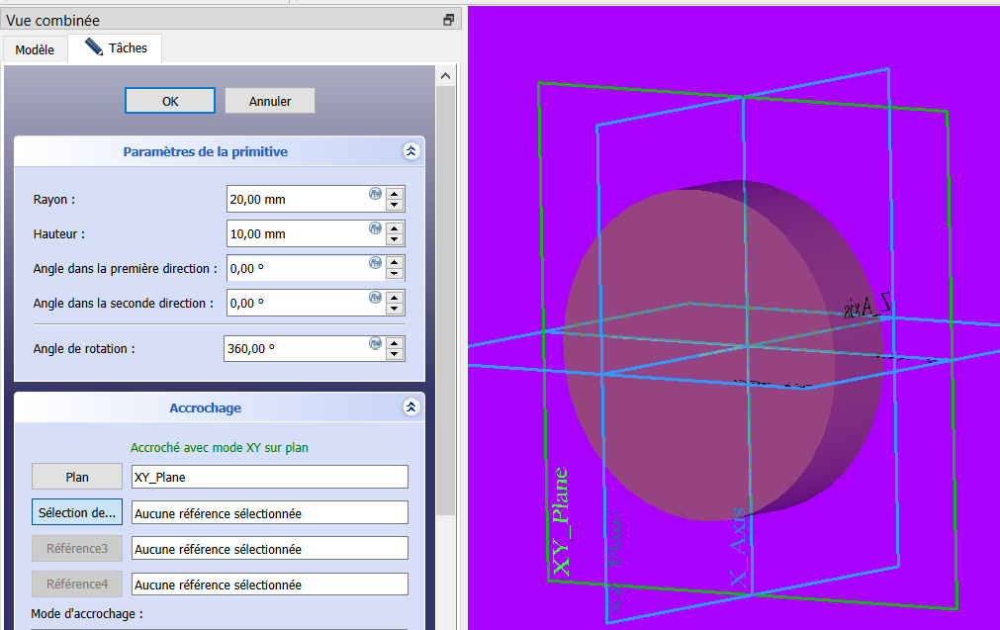 Vue combinée
Modèle
Tâches
OK
Annuler
Paramètres de la primitive
Rayon :
20,00 mm
Hauteur :
10,00 mm
Angle dans la première direction :
0,00 °
Angle dans la seconde direction :
0,00 °
Angle de rotation :
360,00 °
Accrochage
Accroché avec mode XY sur plan
Plan
XY_Plane
Sélection de...
Aucune référence sélectionnée
Référence3
Aucune référence sélectionnée
Référence4
Aucune référence sélectionnée
Mode d'accrochage :
Z_Axis
XY_Plane
X_Axis